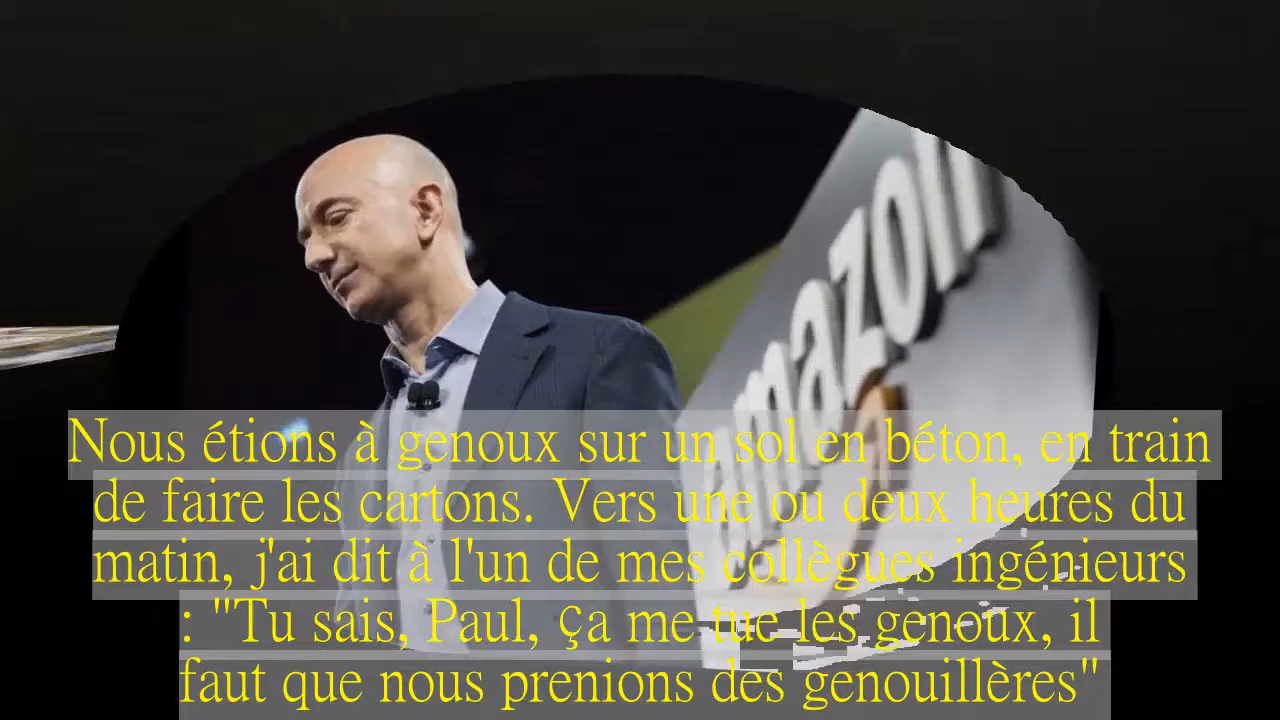 amazon
Nous étions à genoux sur un sol en béton, en train
de faire les cartons. Vers une ou deux heures du
matin, j'ai dit à l'un de mes collègues ingénieurs
: "Tu sais, Paul, ça me tue les genoux, il
faut que nous prenions des genouillères"